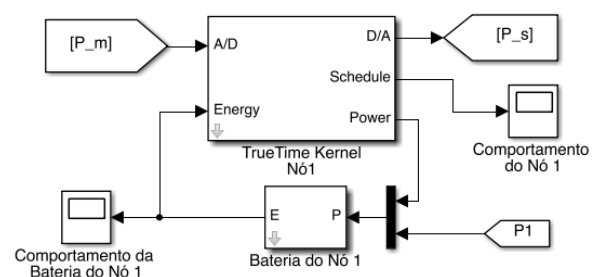 [P_m]
A/D
D/A
[P_s]
Schedule
Energy
Power
TrueTime Kernel
Nó1
Comportamento
do Nó 1
E
P
P1
Bateria do Nó 1
Comportamento da
Bateria do Nó 1